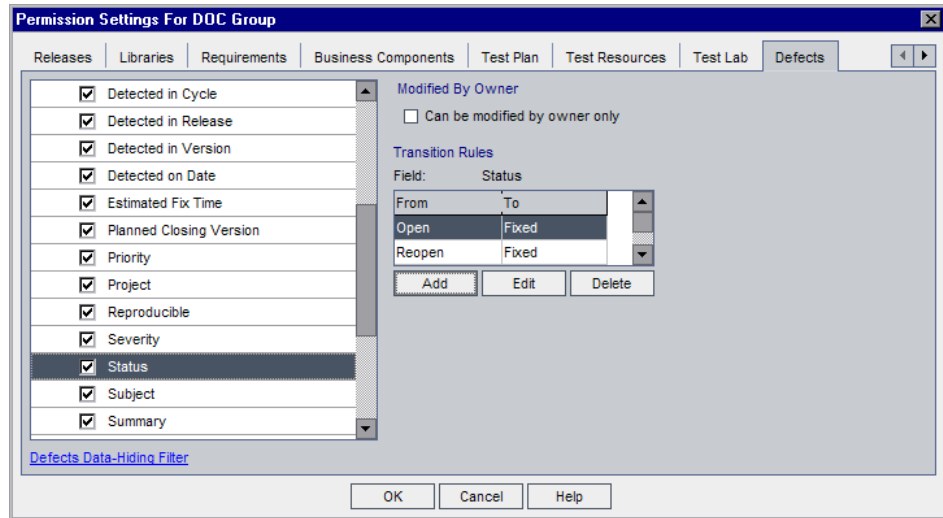 Permission Settings For DOC Group
Releases Libraries Requirements Business Components Test Plan Test Resources Test Lab Defects
Detected in Cycle
Detected in Release
Detected in Version
Detected on Date
Estimated Fix Time
Planned Closing Version
Priority
Project
Reproducible
Severity
Status
Subject
Summary
Defects Data-Hiding Filter
Modified By Owner
Can be modified by owner only
Transition Rules
Field: Status
From To
Open Fixed
Reopen Fixed
Add Edit Delete
OK Cancel Help